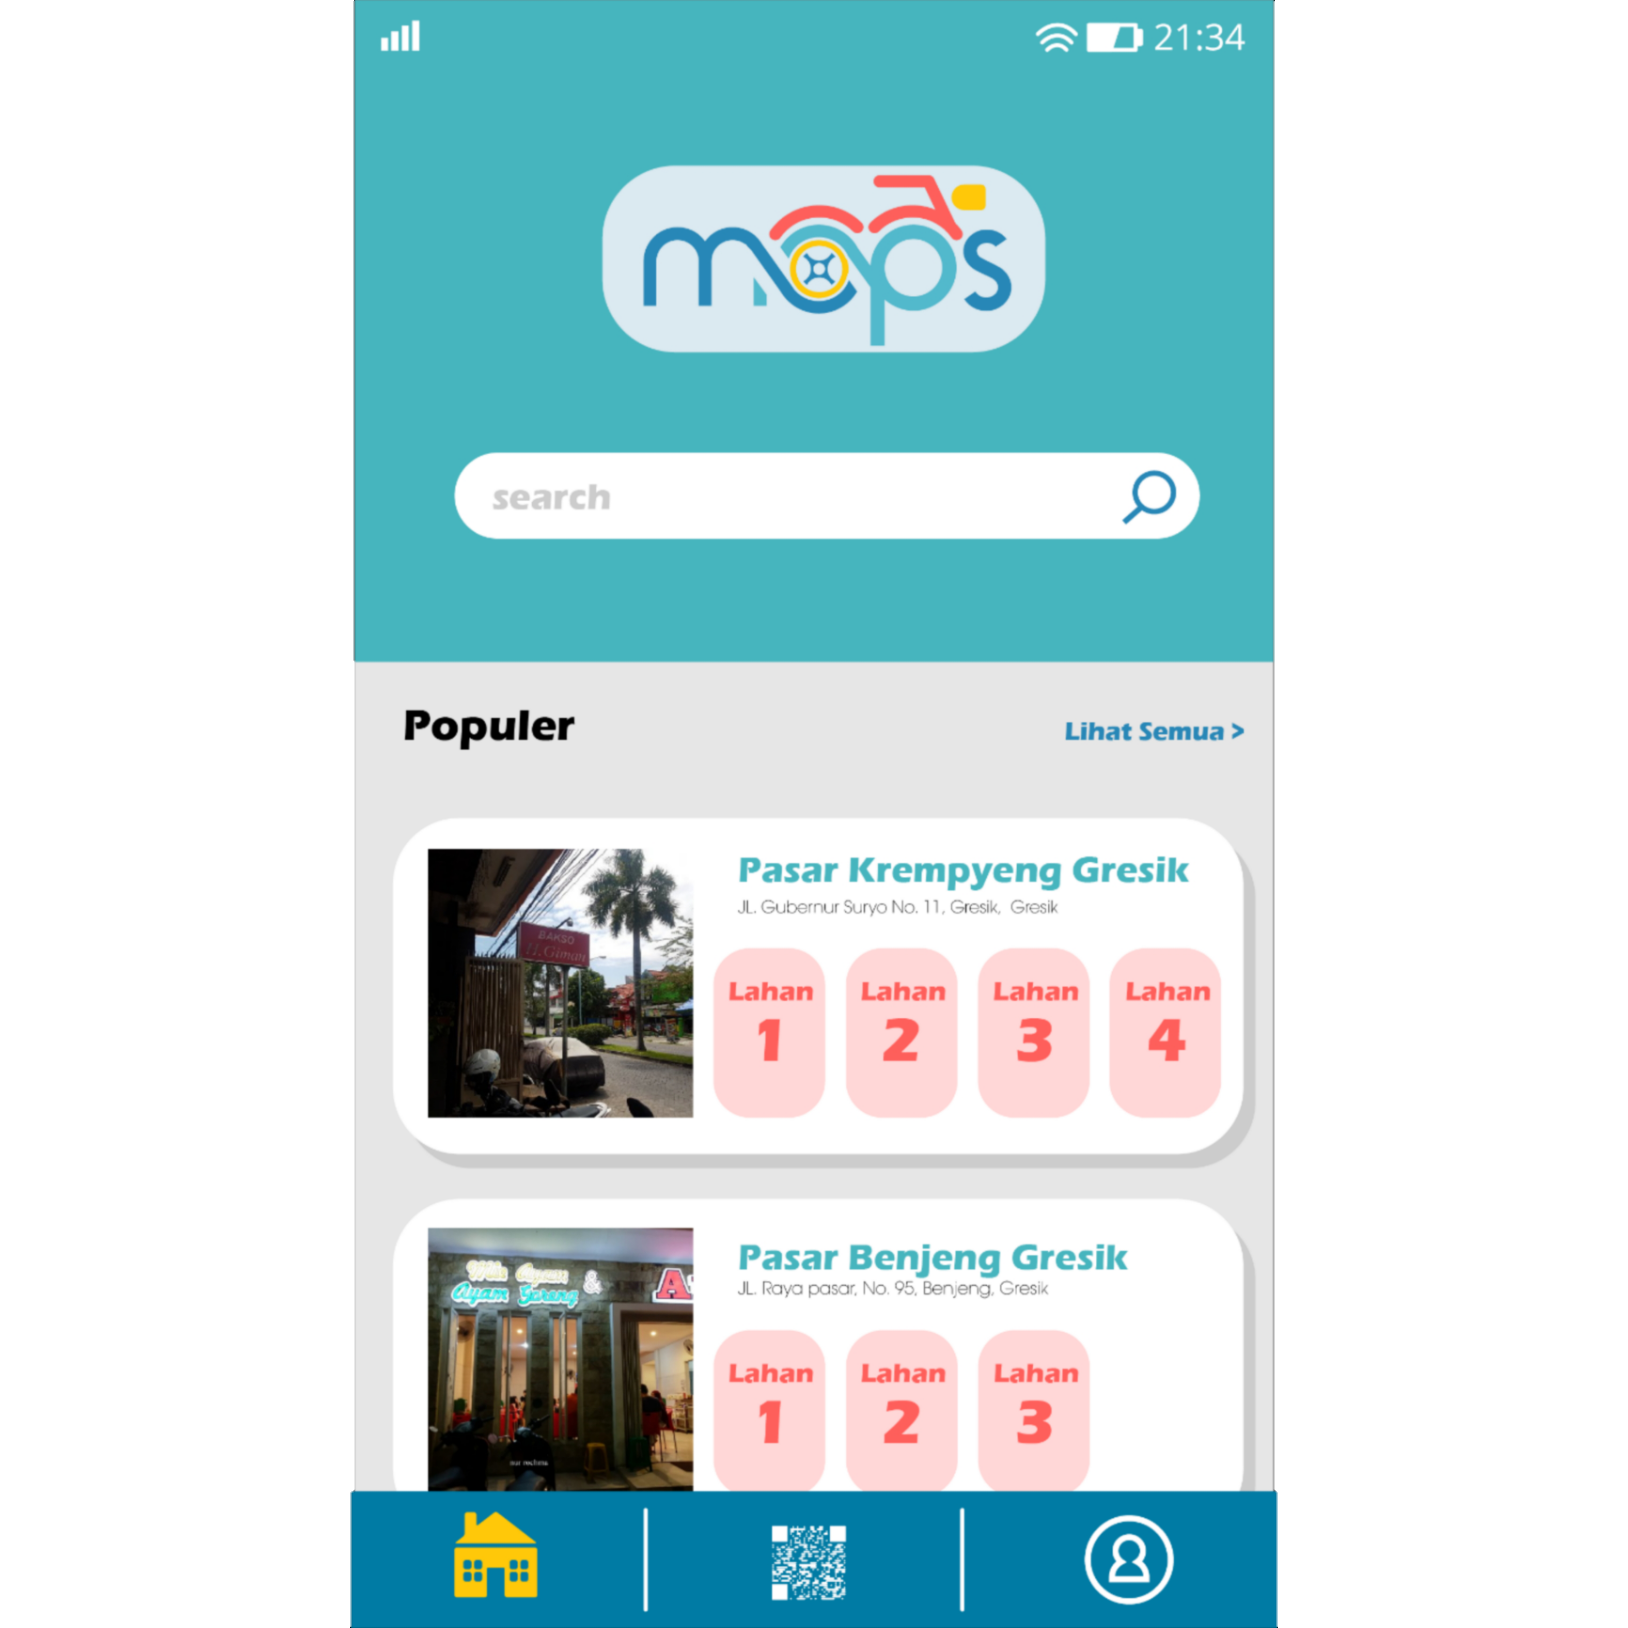 21:34
maps
search
Populer
Lihat Semua >
BAKSO
H.Giman
Pasar Krempyeng Gresik
JL. Gubernur Suryo No. 11, Gresik, Gresik
Lahan
1
Lahan
2
Lahan
3
Lahan
4
Ayam &
Ayam Goreng
A
Pasar Benjeng Gresik
JL. Raya pasar, No. 95, Benjeng, Gresik
Lahan
1
Lahan
2
Lahan
3